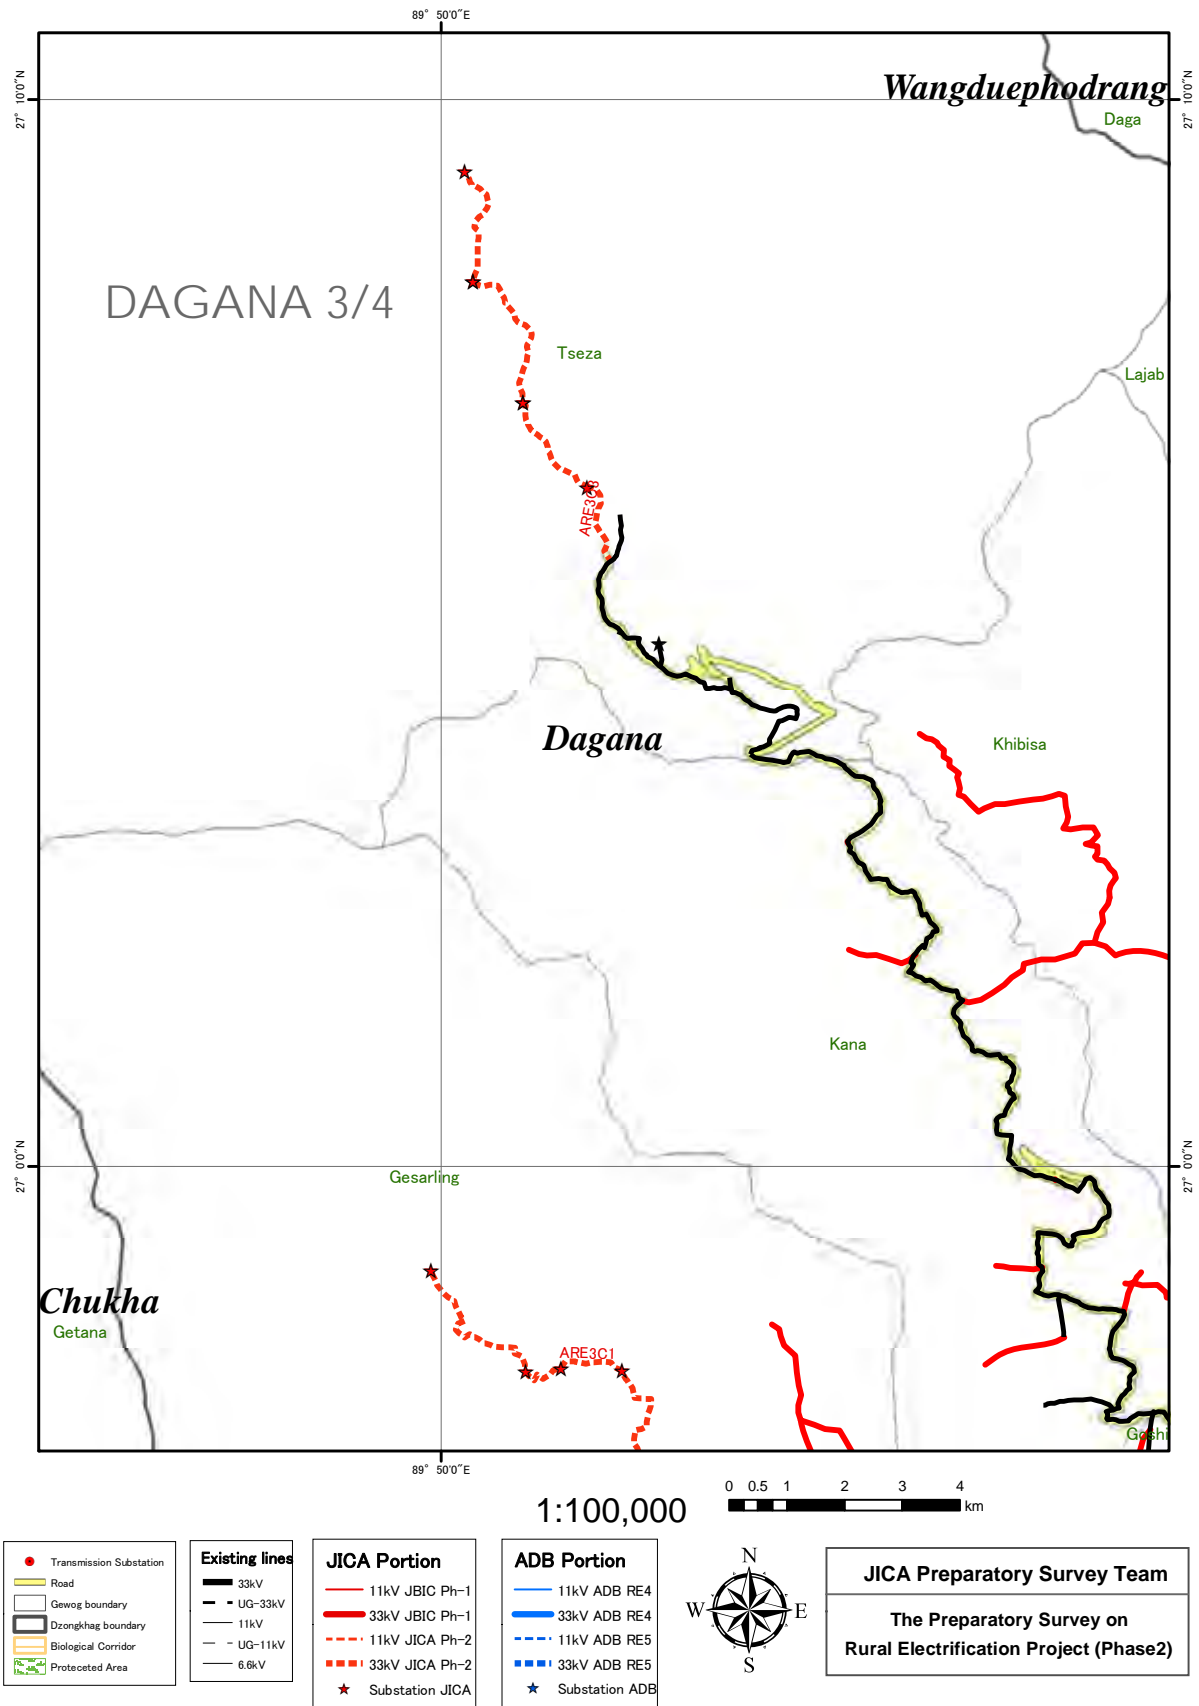 89° 50'0"E
Wangduephodrang
27° 10'0"N
27° 10'0"N
Daga
DAGANA 3/4
Tseza
Lajab
ARE3C3
Dagana
Khibisa
Kana
27° 0'0"N
27° 0'0"N
Gesarling
Chukha
Getana
ARE3C1
Goshi
89° 50'0"E
1:100,000
0 0.5 1 2 3 4
km
Transmission Substation
Road
Gewog boundary
Dzongkhag boundary
Biological Corridor
Proteceted Area
Existing lines
33kV
UG-33kV
11kV
UG-11kV
6.6kV
JICA Portion
11kV JBIC Ph-1
33kV JBIC Ph-1
11kV JICA Ph-2
33kV JICA Ph-2
Substation JICA
ADB Portion
11kV ADB RE4
33kV ADB RE4
11kV ADB RE5
33kV ADB RE5
Substation ADB
N
W E
S
JICA Preparatory Survey Team
The Preparatory Survey on
Rural Electrification Project (Phase2)